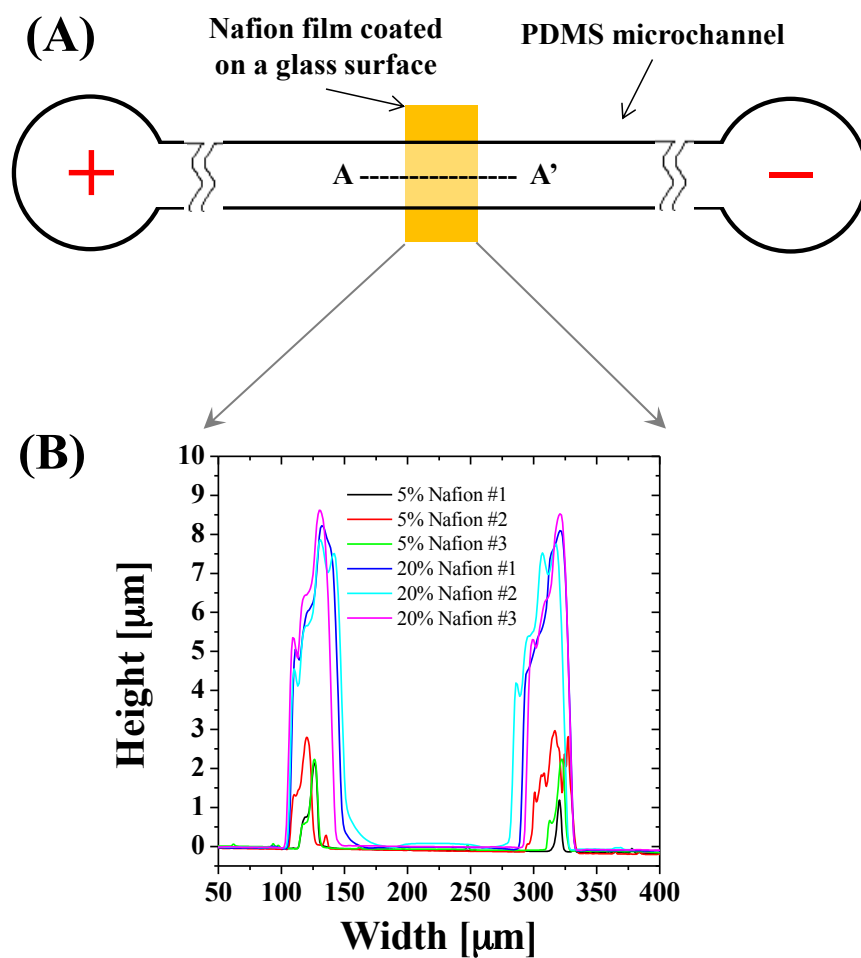 (A)
Nafion film coated
on a glass surface
PDMS microchannel
+
A
A’
−
(B)
10
9
8
7
6
5
4
3
2
1
0
Height [μm]
5% Nafion #1
5% Nafion #2
5% Nafion #3
20% Nafion #1
20% Nafion #2
20% Nafion #3
50 100 150 200 250 300 350 400
Width [μm]